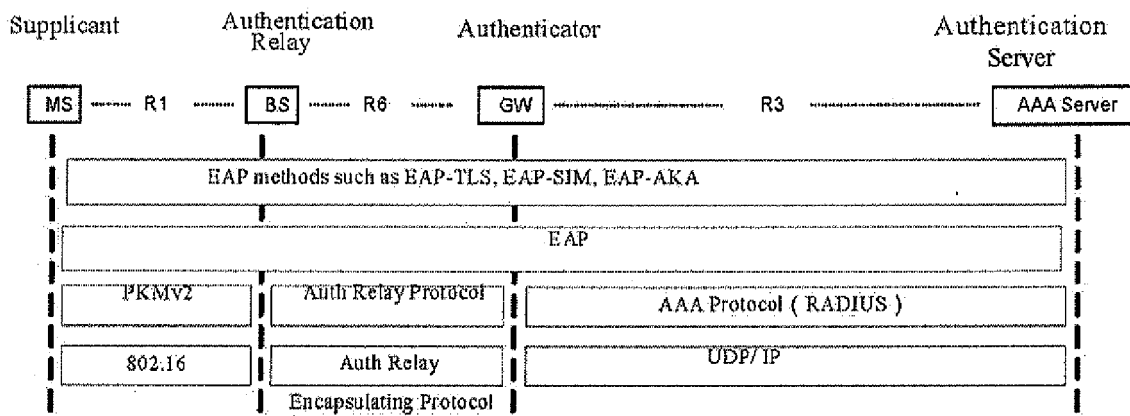 Supplicant
Authentication
Relay
Authenticator
Authentication
Server
MS R1 BS R6 GW R3 AAA Server
EAP methods such as EAP-TLS, EAP-SIM, EAP-AKA
EAP
PKMv2 Auth Relay Protocol AAA Protocol ( RADIUS )
802.16 Auth Relay UDP/ IP
Encapsulating Protocol